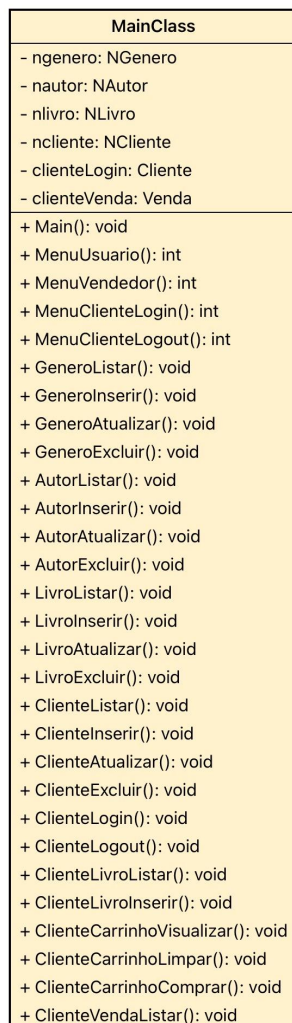 MainClass
- ngenero: NGenero
- nautor: NAutor
- nlivro: NLivro
- ncliente: NCliente
- clienteLogin: Cliente
- clienteVenda: Venda
+ Main(): void
+ MenuUsuario(): int
+ MenuVendedor(): int
+ MenuClienteLogin(): int
+ MenuClienteLogout(): int
+ GeneroListar(): void
+ GeneroInserir(): void
+ GeneroAtualizar(): void
+ GeneroExcluir(): void
+ AutorListar(): void
+ AutorInserir(): void
+ AutorAtualizar(): void
+ AutorExcluir(): void
+ LivroListar(): void
+ LivroInserir(): void
+ LivroAtualizar(): void
+ LivroExcluir(): void
+ ClienteListar(): void
+ ClienteInserir(): void
+ ClienteAtualizar(): void
+ ClienteExcluir(): void
+ ClienteLogin(): void
+ ClienteLogout(): void
+ ClienteLivroListar(): void
+ ClienteLivroInserir(): void
+ ClienteCarrinhoVisualizar(): void
+ ClienteCarrinhoLimpar(): void
+ ClienteCarrinhoComprar(): void
+ ClienteVendaListar(): void